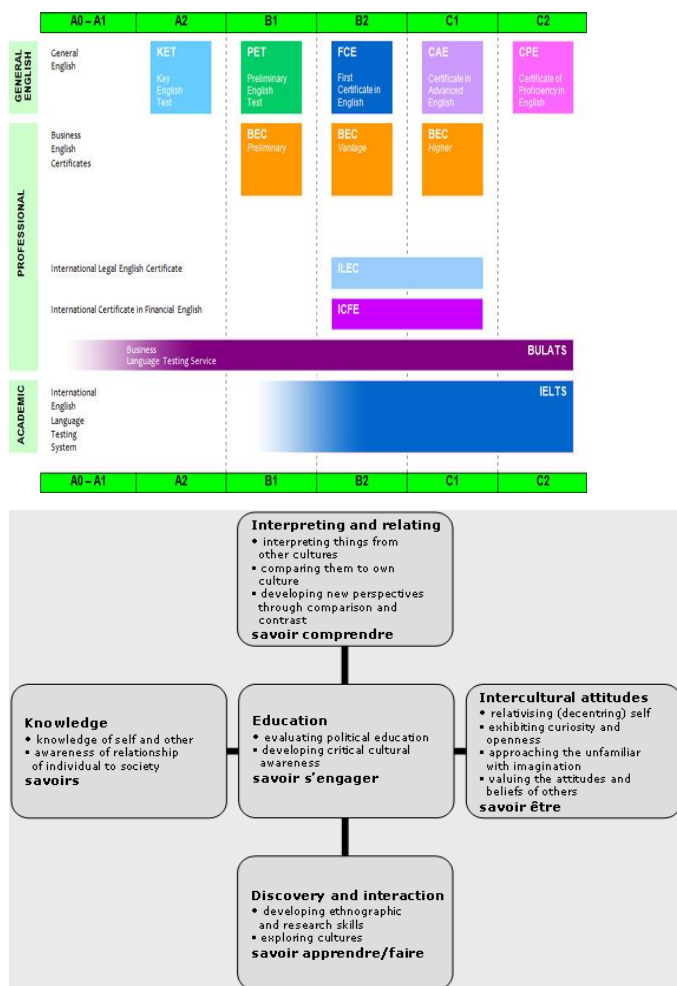 A0 – A1 A2 B1 B2 C1 C2
GENERAL
ENGLISH
General
English
KET
Key
English
Test
PET
Preliminary
English
Test
FCE
First
Certificate in
English
CAE
Certificate in
Advanced
English
CPE
Certificate of
Proficiency in
English
PROFESSIONAL
Business
English
Certificates
BEC
Preliminary
BEC
Vantage
BEC
Higher
International Legal English Certificate
ILEC
International Certificate in Financial English
ICFE
Business
Language Testing Service
BULATS
ACADEMIC
International
English
Language
Testing
System
IELTS
A0 – A1 A2 B1 B2 C1 C2
Interpreting and relating
• interpreting things from
other cultures
▪ comparing them to own
culture
▪ developing new perspectives
through comparison and
contrast
savoir comprendre
Knowledge
• knowledge of self and other
▪ awareness of relationship
of individual to society
savoirs
Education
• evaluating political education
▪ developing critical cultural
awareness
savoir s'engager
Intercultural attitudes
• relativising (decentring) self
▪ exhibiting curiosity and
openness
▪ approaching the unfamiliar
with imagination
▪ valuing the attitudes and
beliefs of others
savoir être
Discovery and interaction
• developing ethnographic
and research skills
▪ exploring cultures
savoir apprendre/faire